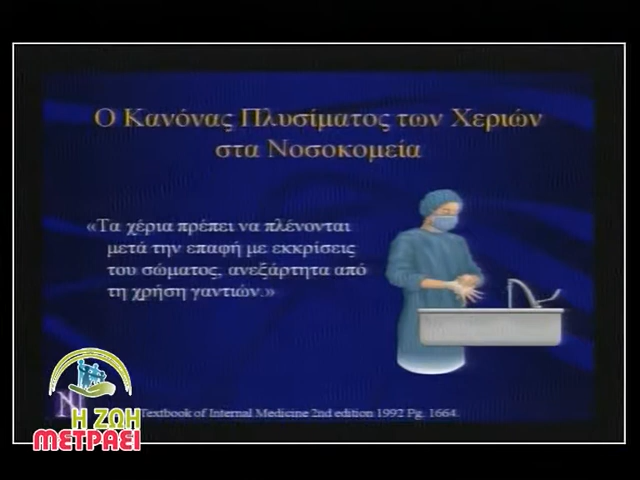 Ο Κανόνας Πλυσίματος των Χεριών
στα Νοσοκομεία
«Τα χέρια πρέπει να πλένονται
μετά την επαφή με εκκρίσεις
του σώματος, ανεξάρτητα από
τη χρήση γαντιών.»
Textbook of Internal Medicine 2nd edition 1992 Pg. 1664.
Η ΖΩΗ
ΜΕΤΡΑΕΙ